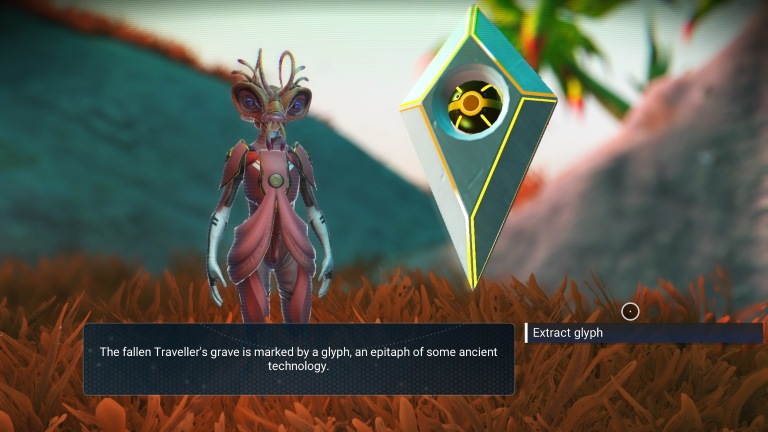 The fallen Traveller's grave is marked by a glyph, an epitaph of some ancient
technology.
Extract glyph